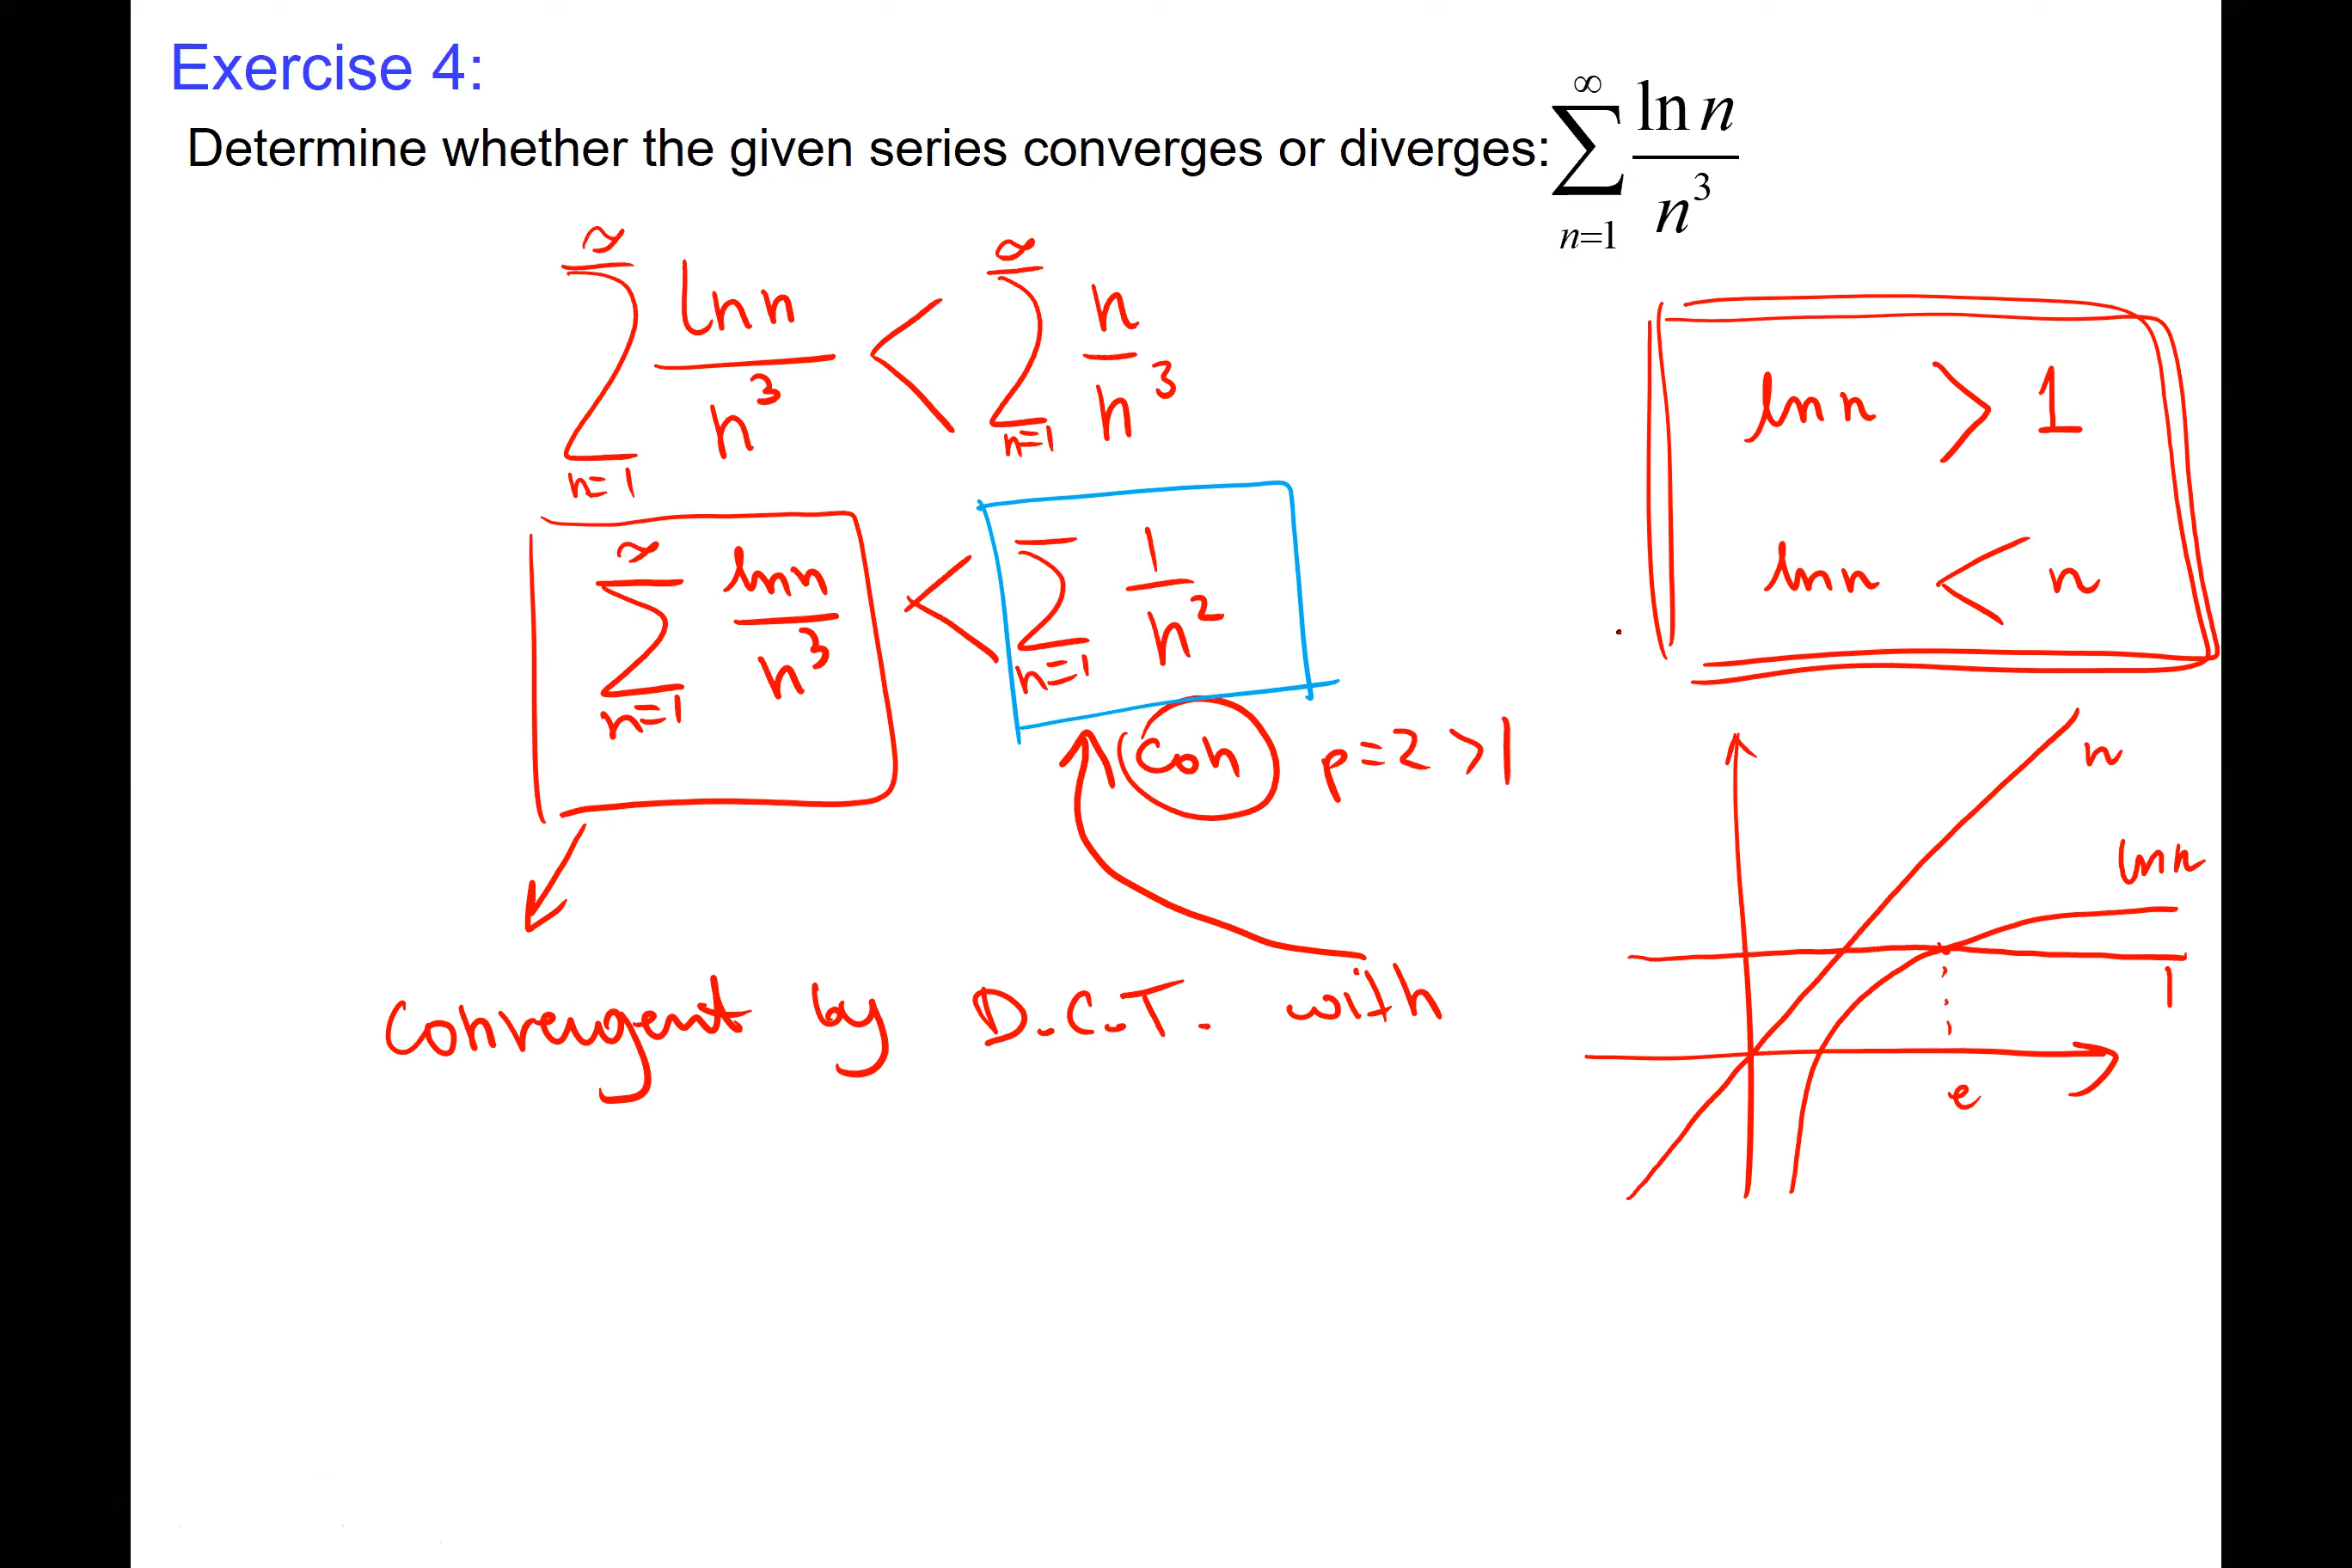 Exercise 4:
Determine whether the given series converges or diverges: ∞ ∑ n=1 ln n / n³
∞ ∑ n=1 ln n / n³ < ∞ ∑ n=1 n / n³
∞ ∑ n=1 ln n / n³ < ∑ n=1 1 / n²
Con p=2>1
Convergent by D.C.T. with
ln n > 1
ln n < n
n
ln n
1
e